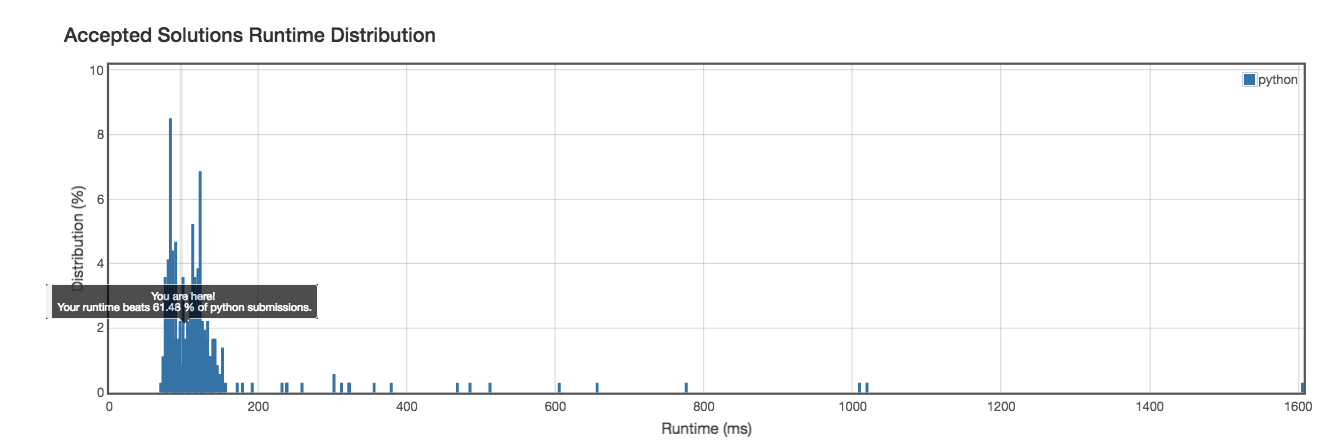 Accepted Solutions Runtime Distribution
10
python
8
6
Distribution (%)
4
You are here!
Your runtime beats 61.48 % of python submissions.
2
0
0 200 400 600 800 1000 1200 1400 1600
Runtime (ms)